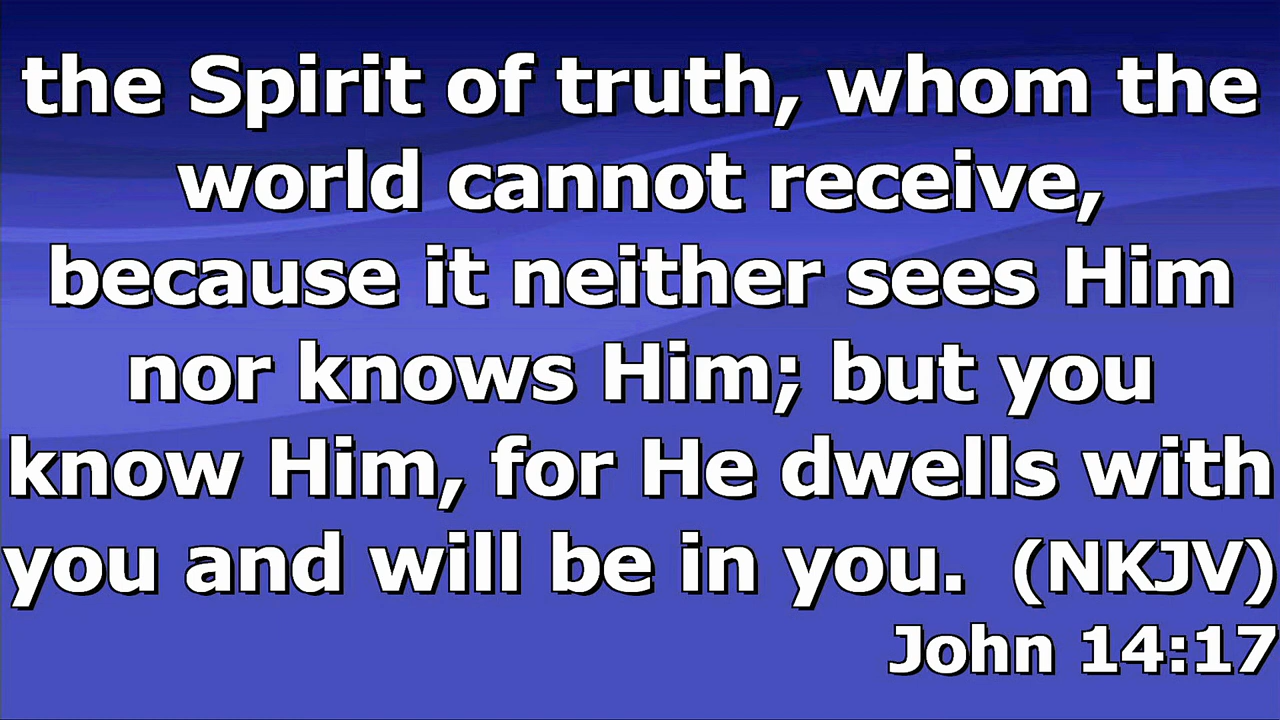 the Spirit of truth, whom the
world cannot receive,
because it neither sees Him
nor knows Him; but you
know Him, for He dwells with
you and will be in you. (NKJV)
John 14:17